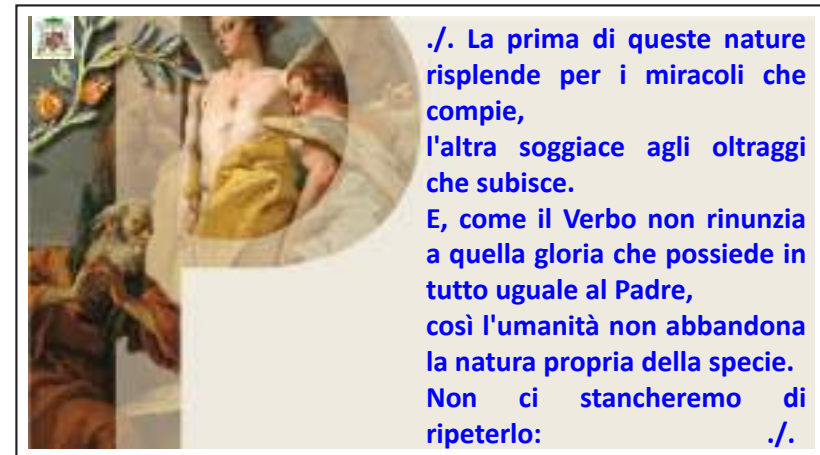 ./. La prima di queste nature
risplende per i miracoli che
compie,
l'altra soggiace agli oltraggi
che subisce.
E, come il Verbo non rinunzia
a quella gloria che possiede in
tutto uguale al Padre,
così l'umanità non abbandona
la natura propria della specie.
Non ci stancheremo di
ripeterlo: ./.